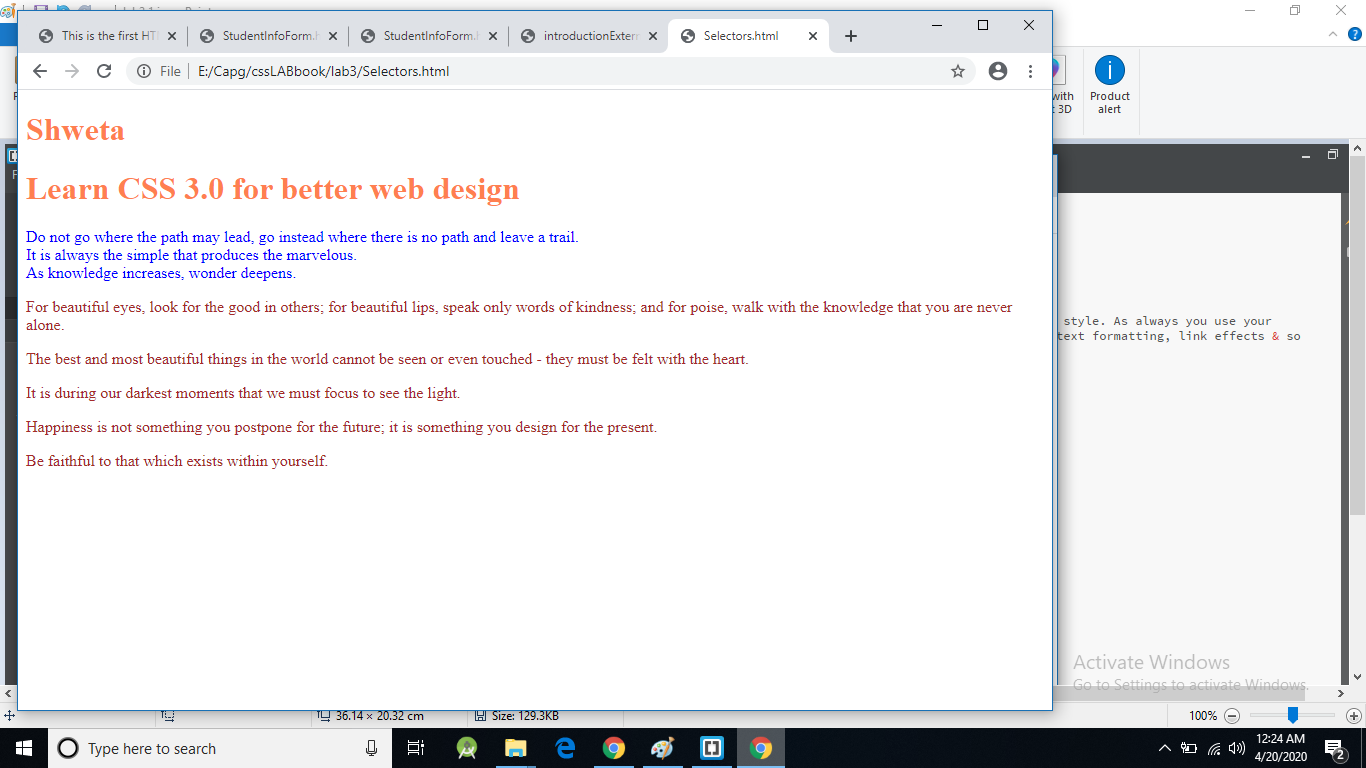 This is the first HT
StudentInfoForm.h
StudentInfoForm.h
introductionExtern
Selectors.html
File
E:/Capg/cssLABbook/lab3/Selectors.html
with
3D
Product
alert
Shweta
Learn CSS 3.0 for better web design
Do not go where the path may lead, go instead where there is no path and leave a trail.
It is always the simple that produces the marvelous.
As knowledge increases, wonder deepens.
For beautiful eyes, look for the good in others; for beautiful lips, speak only words of kindness; and for poise, walk with the knowledge that you are never
alone.
The best and most beautiful things in the world cannot be seen or even touched - they must be felt with the heart.
It is during our darkest moments that we must focus to see the light.
Happiness is not something you postpone for the future; it is something you design for the present.
Be faithful to that which exists within yourself.
style. As always you use your
text formatting, link effects & so
Activate Windows
Go to Settings to activate Windows.
36.14 × 20.32 cm
Size: 129.3KB
100%
Type here to search
12:24 AM
4/20/2020
2